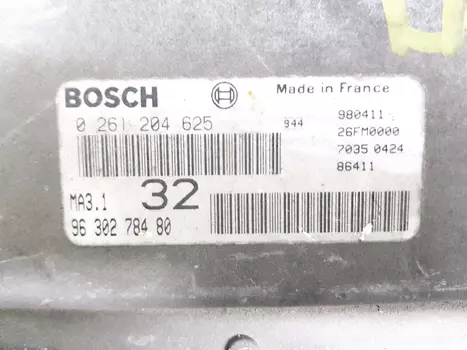 BOSCH
Made in France
0 261 204 625
944
980411
26FM0000
7035 0424
86411
MA3.1
32
96 302 784 80